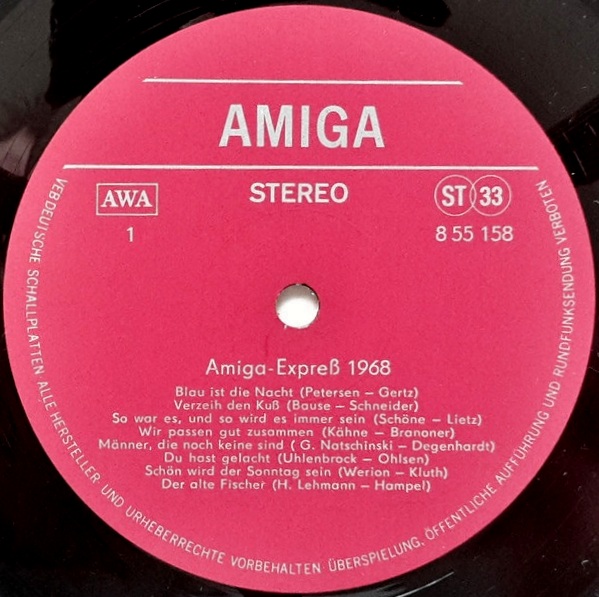 AMIGA
AWA
STEREO
ST 33
1
8 55 158
Amiga-Expreß 1968
Blau ist die Nacht (Petersen – Gertz)
Verzeih den Kuß (Bause – Schneider)
So war es, und so wird es immer sein (Schöne – Lietz)
Wir passen gut zusammen (Kähne – Branoner)
Männer, die noch keine sind ( G. Natschinski – Degenhardt)
Du hast gelacht (Uhlenbrock – Ohlsen)
Schön wird der Sonntag sein (Werion – Kluth)
Der alte Fischer (H. Lehmann – Hampel)
VEB DEUTSCHE SCHALLPLATTEN ALLE HERSTELLER- UND URHEBERRECHTE VORBEHALTEN ÜBERSPIELUNG, ÖFFENTLICHE AUFFÜHRUNG UND RUNDFUNKSENDUNG VERBOTEN